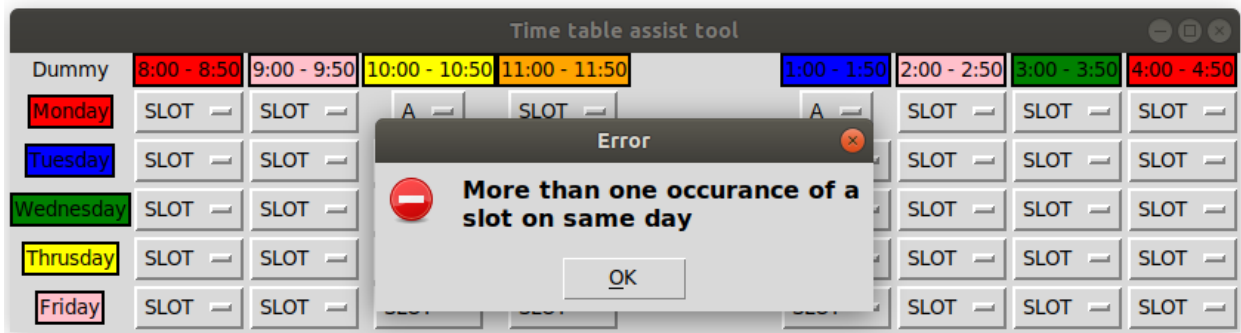 Time table assist tool
Dummy 8:00 - 8:50 9:00 - 9:50 10:00 - 10:50 11:00 - 11:50 1:00 - 1:50 2:00 - 2:50 3:00 - 3:50 4:00 - 4:50
Monday SLOT SLOT A SLOT A SLOT SLOT SLOT
Error
Tuesday SLOT SLOT SLOT SLOT SLOT
More than one occurance of a
slot on same day
Wednesday SLOT SLOT SLOT SLOT SLOT
Thrusday SLOT SLOT SLOT SLOT SLOT
OK
Friday SLOT SLOT SLOT SLOT SLOT